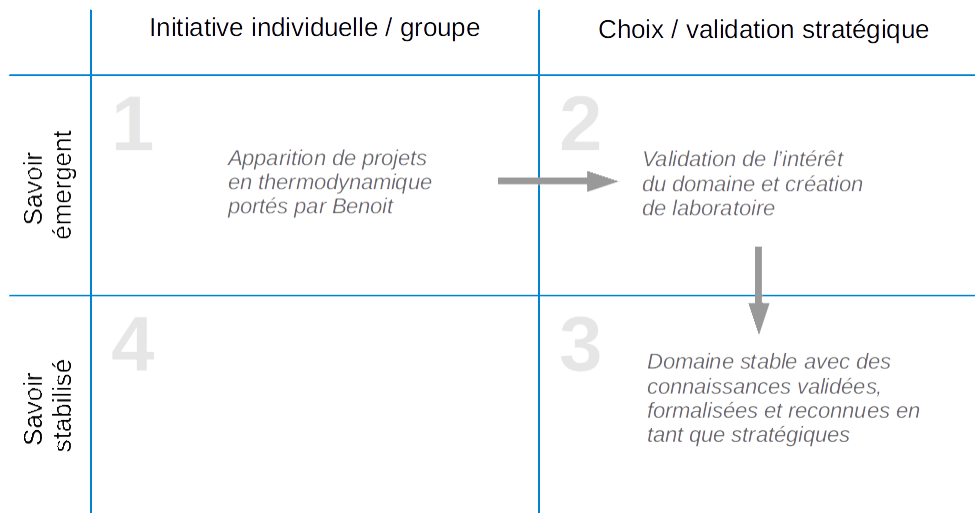 Initiative individuelle / groupe
Choix / validation stratégique
Savoir
émergent
1
Apparition de projets
en thermodynamique
portés par Benoit
2
Validation de l’intérêt
du domaine et création
de laboratoire
Savoir
stabilisé
4
3
Domaine stable avec des
connaissances validées,
formalisées et reconnues en
tant que stratégiques